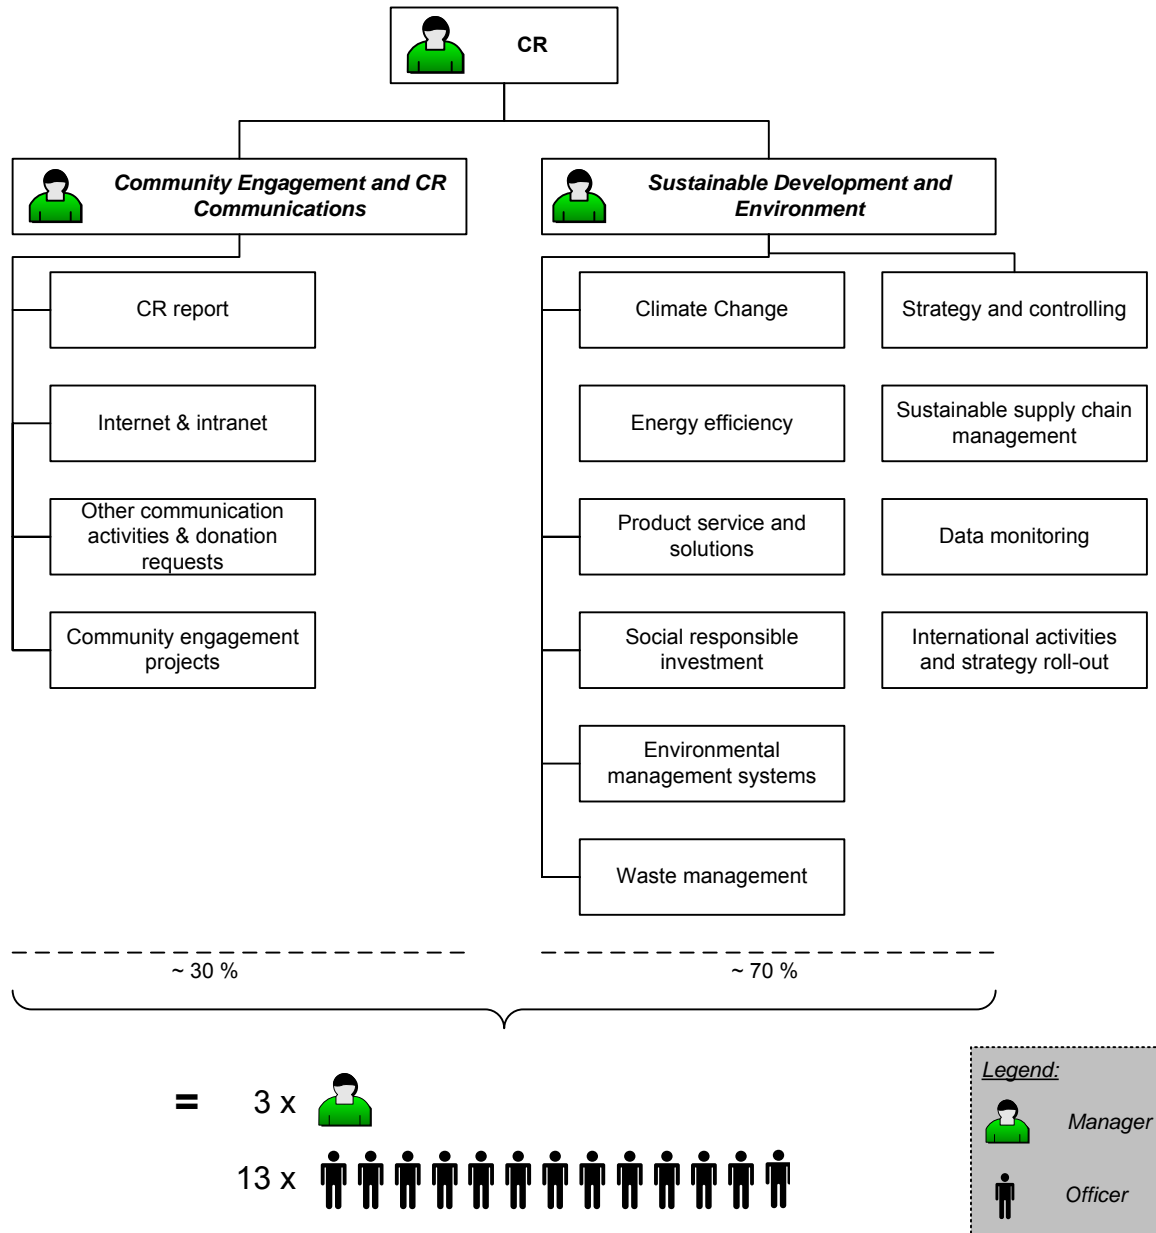 CR
Community Engagement and CR
Communications
CR report
Internet & intranet
Other communication
activities & donation
requests
Community engagement
projects
Sustainable Development and
Environment
Climate Change
Energy efficiency
Product service and
solutions
Social responsible
investment
Environmental
management systems
Waste management
Strategy and controlling
Sustainable supply chain
management
Data monitoring
International activities
and strategy roll-out
~ 30 %
~ 70 %
= 3 x
13 x
Legend:
Manager
Officer